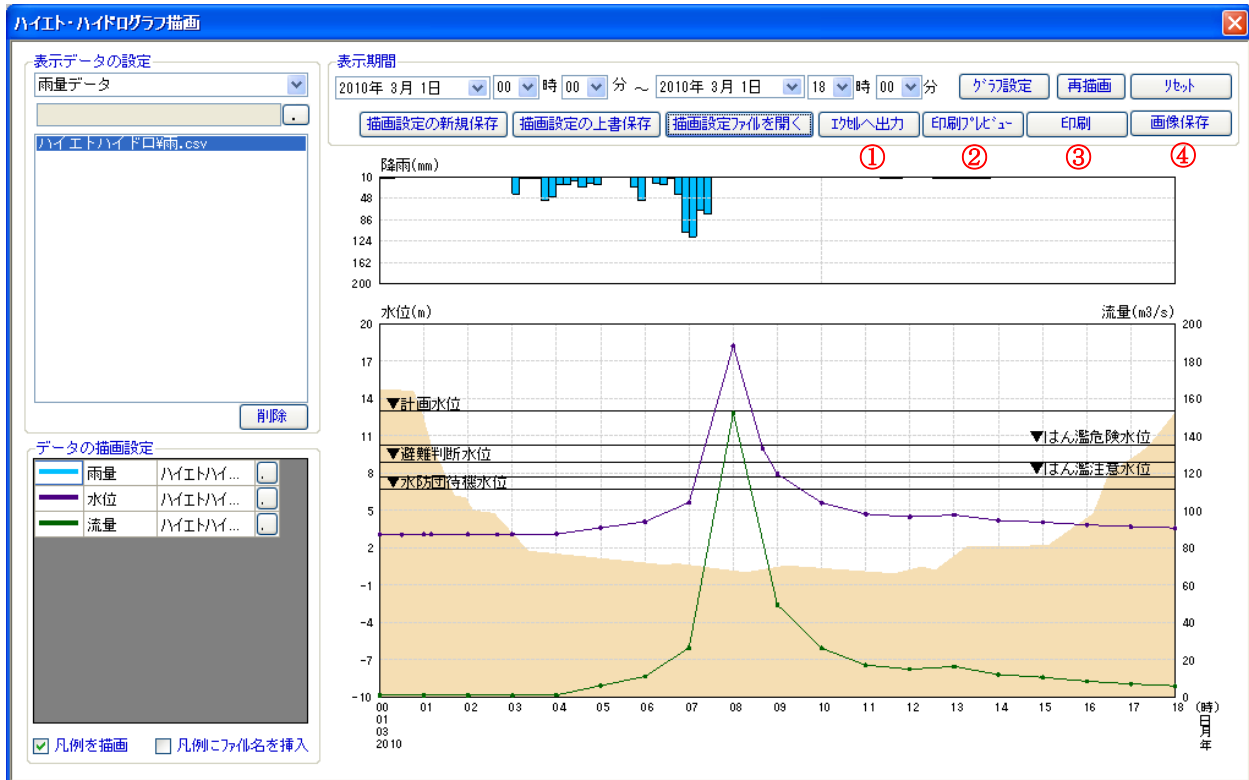 ハイエト・ハイドログラフ描画
表示データの設定
雨量データ
.
ハイエトハイドロ¥雨.csv
削除
データの描画設定
雨量 ハイエトハイ... .
水位 ハイエトハイ... .
流量 ハイエトハイ... .
凡例を描画 凡例にファイル名を挿入
表示期間
2010年 3月 1日 00 時 00 分 ～ 2010年 3月 1日 18 時 00 分 グラフ設定 再描画 リセット
描画設定の新規保存 描画設定の上書保存 描画設定ファイルを開く エクセルへ出力 印刷プレビュー 印刷 画像保存
① ② ③ ④
降雨(mm)
10
48
86
124
162
200
水位(m) 流量(m3/s)
20 200
17 180
14 160
▼計画水位
11 140
▼はん濫危険水位
▼避難判断水位
▼はん濫注意水位
8 120
▼水防団待機水位
5 100
2 80
-1 60
-4 40
-7 20
-10 0
00 01 02 03 04 05 06 07 08 09 10 11 12 13 14 15 16 17 18 (時)
01 日
03 月
2010 年